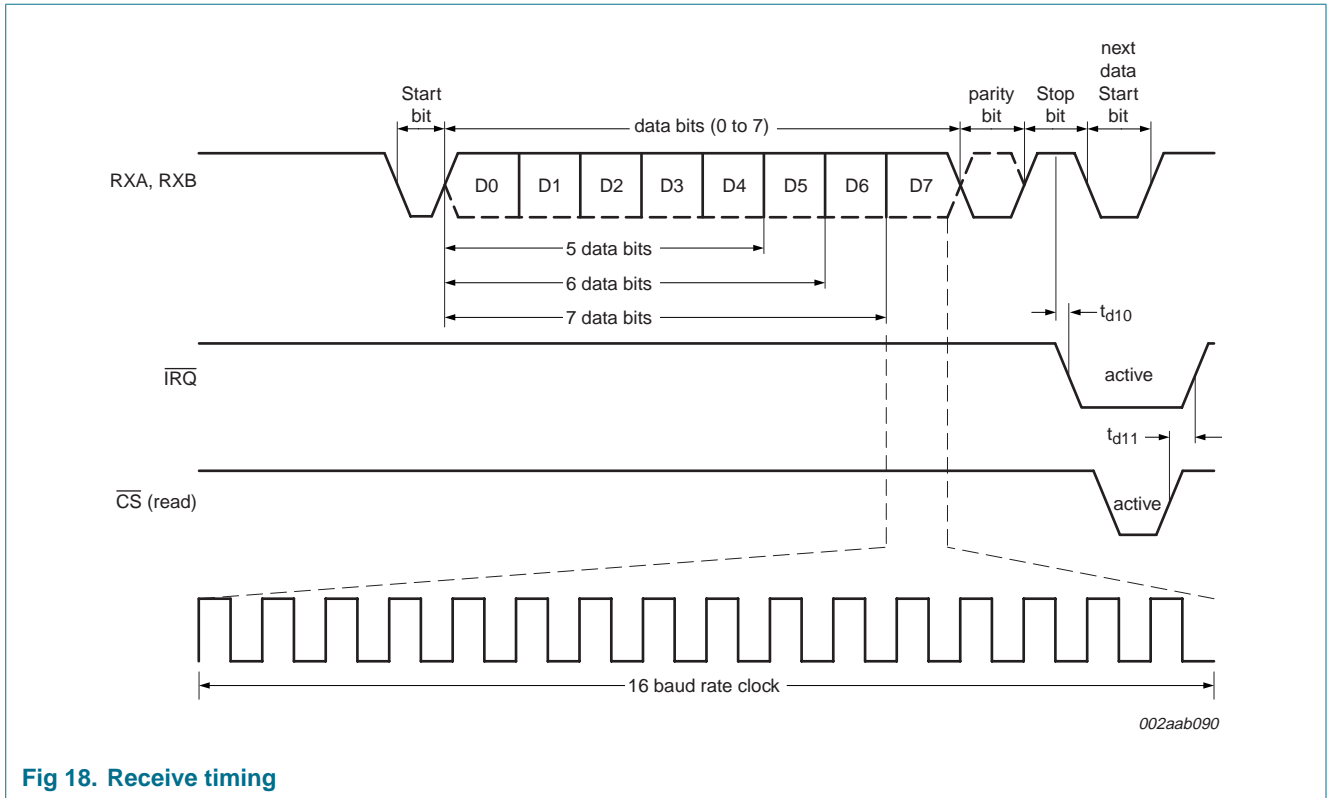 next
data
Start
bit
Start
bit
parity
bit
Stop
bit
data bits (0 to 7)
RXA, RXB
D0 D1 D2 D3 D4 D5 D6 D7
5 data bits
6 data bits
7 data bits
td10
IRQ
active
td11
CS (read)
active
16 baud rate clock
002aab090
Fig 18. Receive timing